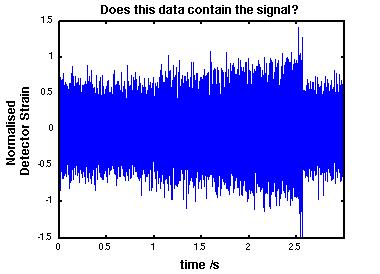 Does this data contain the signal?
1.5
1
0.5
0
-0.5
-1
-1.5
Normalised
Detector Strain
0 0.5 1 1.5 2 2.5
time /s